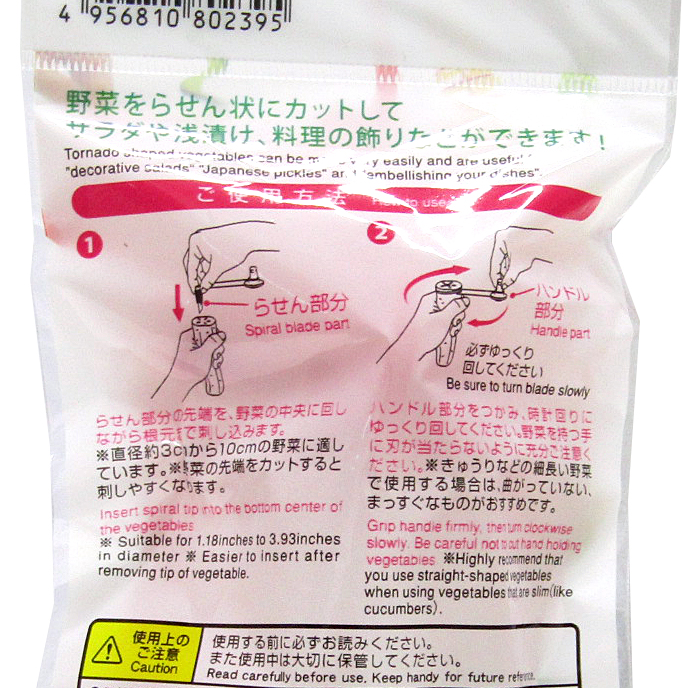 4 956810 802395
野菜をらせん状にカットして
サラダや浅漬け、料理の飾りなどができます!
Tornado shaped vegetables can be made very easily and are useful
"decorative salads" "Japanese pickles" and "embellishing your dishes".
ご使用方法 How to use
1
らせん部分
Spiral blade part
らせん部分の先端を、野菜の中央に回し
ながら根元まで刺し込みます。
※直径約3cmから10cmの野菜に適し
ています。※野菜の先端をカットすると
刺しやすくなります。
Insert spiral tip into the bottom center of
the vegetables
※ Suitable for 1.18inches to 3.93inches
in diameter ※ Easier to insert after
removing tip of vegetable.
2
ハンドル
部分
Handle part
必ずゆっくり
回してください
Be sure to turn blade slowly
ハンドル部分をつかみ、時計回りに
ゆっくり回してください。野菜を持つ手
に刃が当たらないように充分ご注意く
ださい。※きゅうりなどの細長い野菜
で使用する場合は、曲がっていない、
まっすぐなものがおすすめです。
Grip handle firmly, then turn clockwise
slowly. Be careful not to cut hand holding
vegetables ※Highly recommend that
you use straight-shaped vegetables
when using vegetables that are slim(like
cucumbers).
使用上の
ご注意
Caution
使用する前に必ずお読みください。
また使用中は大切に保管してください。
Read carefully before use. Keep handy for future reference.